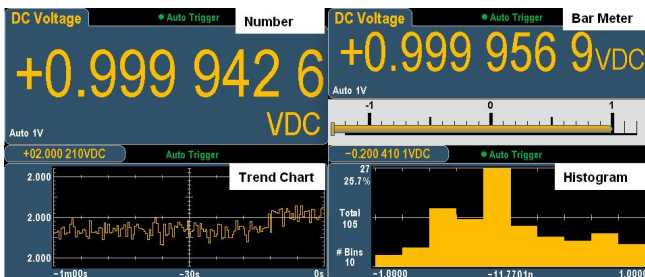 DC Voltage
Auto Trigger
Number
+0.999 942 6
VDC
Auto 1V
DC Voltage
Auto Trigger
Bar Meter
+0.999 956 9VDC
Auto 1V
-1 0 1
+02.000 210VDC
Auto Trigger
Trend Chart
2.000
2.000
2.000
-1m00s -30s 0s
-0.200 410 1VDC
Auto Trigger
Histogram
27
25.7%
Total
105
# Bins
10
-1.0000 -11.7701n 1.0000